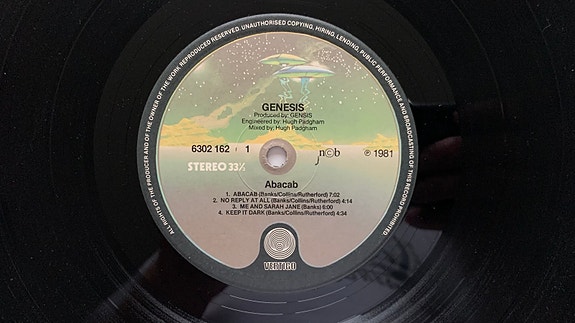 ALL RIGHTS OF THE PRODUCER AND OF THE OWNER OF THE WORK REPRODUCED RESERVED. UNAUTHORISED COPYING, HIRING, LENDING, PUBLIC PERFORMANCE AND BROADCASTING OF THIS RECORD PROHIBITED.
GENESIS
Produced by: GENSIS
Engineered by: Hugh Padgham
Mixed by: Hugh Padgham
6302 162 1
n©b ℗ 1981
STEREO 33⅓
Abacab
1. ABACAB (Banks/Collins/Rutherford) 7:02
2. NO REPLY AT ALL (Banks/Collins/Rutherford) 4:14
3. ME AND SARAH JANE (Banks) 6:00
4. KEEP IT DARK (Banks/Collins/Rutherford) 4:34
VERTIGO